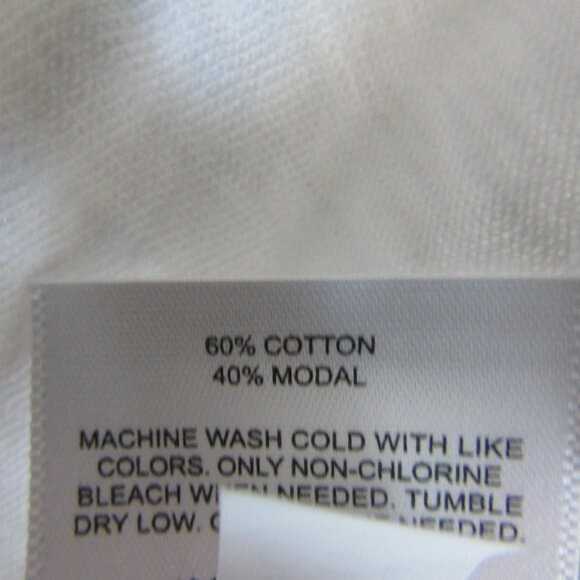 60% COTTON
40% MODAL
MACHINE WASH COLD WITH LIKE
COLORS. ONLY NON-CHLORINE
BLEACH WHEN NEEDED. TUMBLE
DRY LOW. NEEDED.